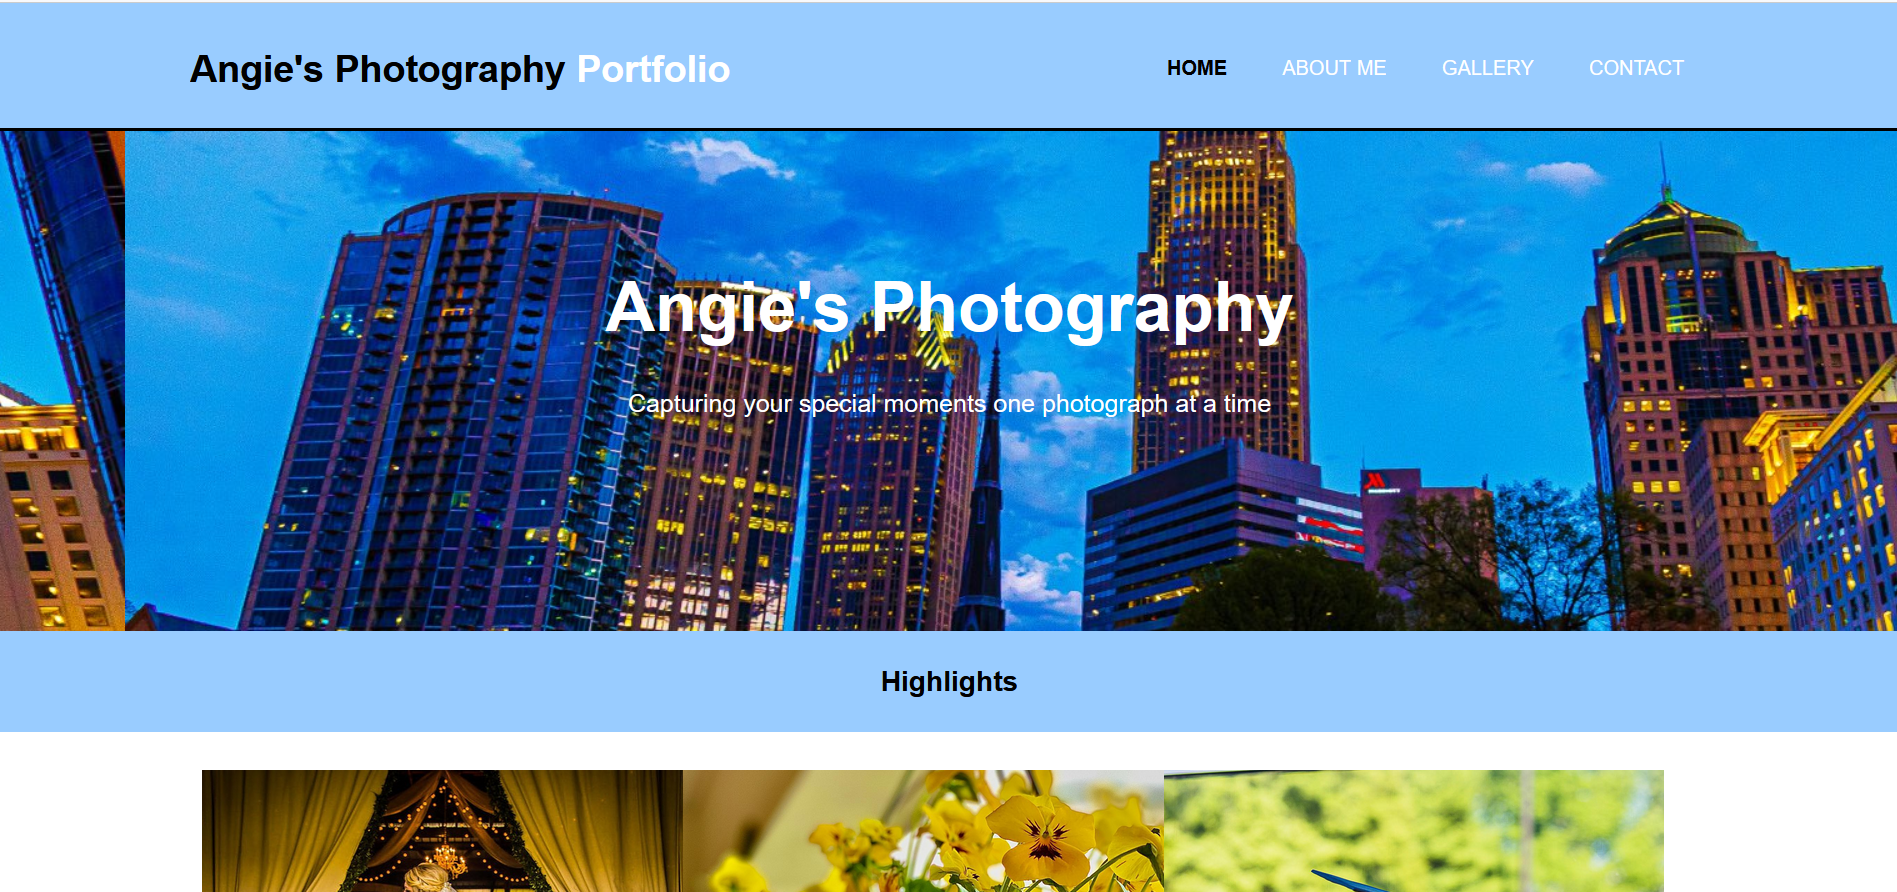 Angie's Photography Portfolio
HOME ABOUT ME GALLERY CONTACT
Angie's Photography
Capturing your special moments one photograph at a time
Marriott
Highlights